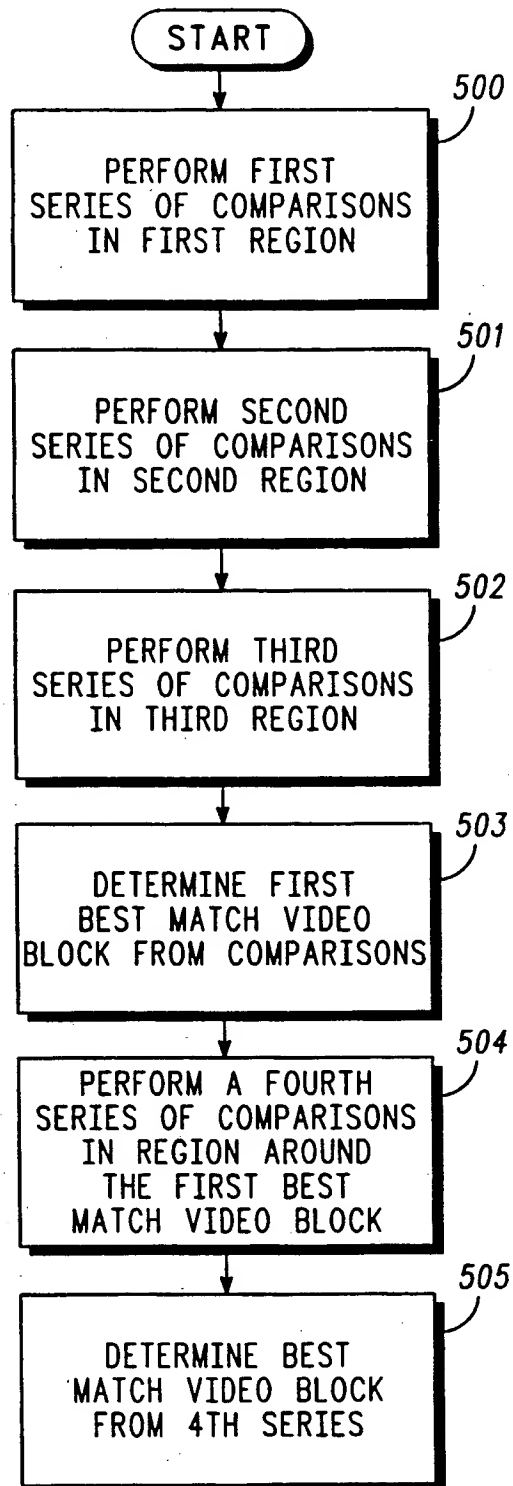 START
500
PERFORM FIRST
SERIES OF COMPARISONS
IN FIRST REGION
501
PERFORM SECOND
SERIES OF COMPARISONS
IN SECOND REGION
502
PERFORM THIRD
SERIES OF COMPARISONS
IN THIRD REGION
503
DETERMINE FIRST
BEST MATCH VIDEO
BLOCK FROM COMPARISONS
504
PERFORM A FOURTH
SERIES OF COMPARISONS
IN REGION AROUND
THE FIRST BEST
MATCH VIDEO BLOCK
505
DETERMINE BEST
MATCH VIDEO BLOCK
FROM 4TH SERIES